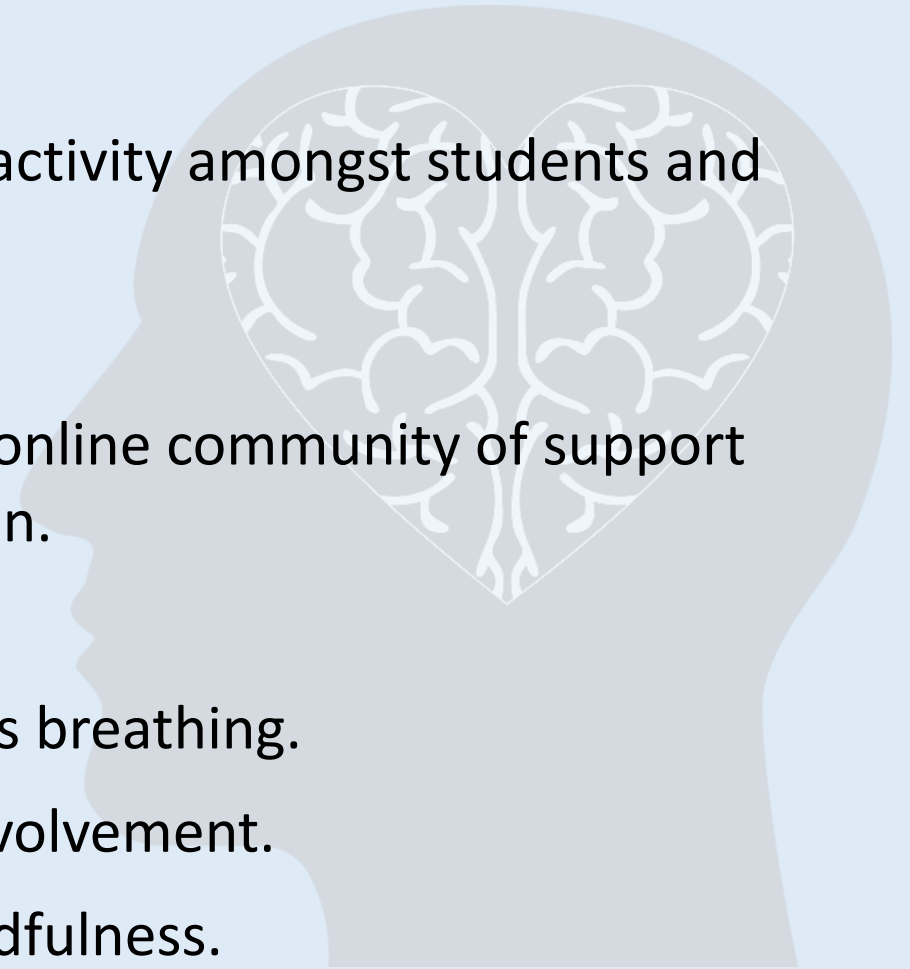 activity amongst students and
online community of support
n.
s breathing.
volvement.
dfulness.